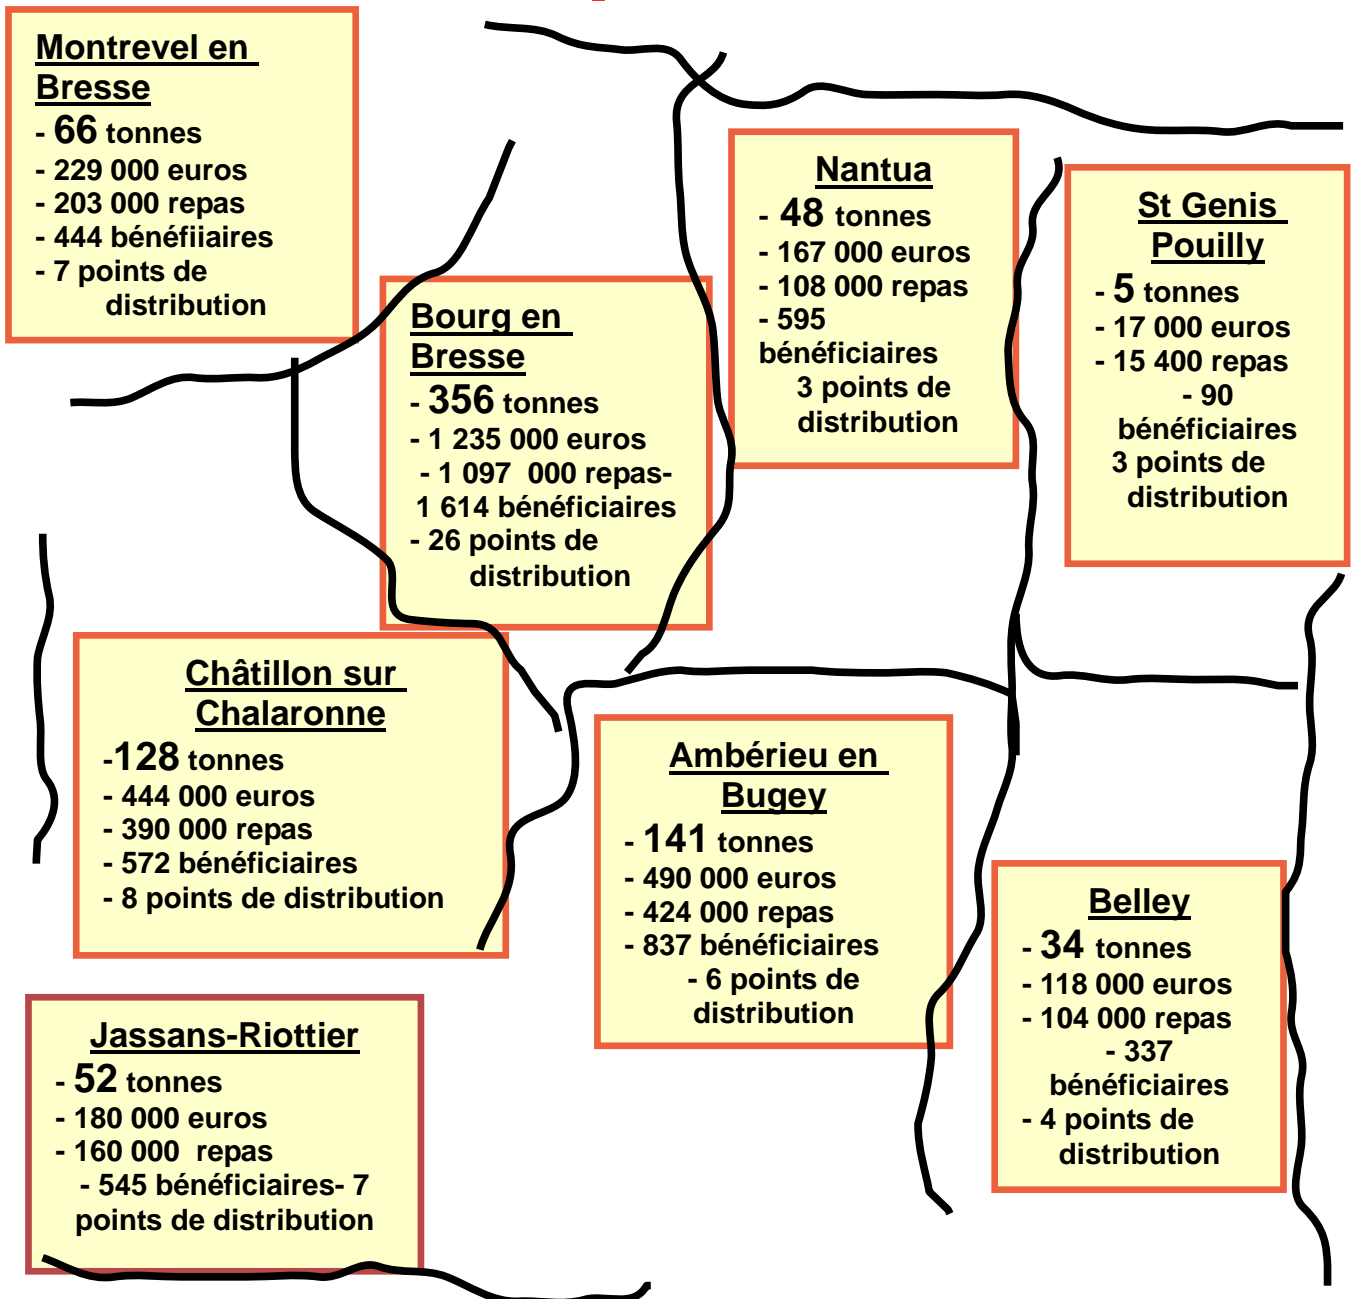 Montrevel en
Bresse
- 66 tonnes
- 229 000 euros
- 203 000 repas
- 444 bénéfiiaires
- 7 points de
distribution
Bourg en
Bresse
- 356 tonnes
- 1 235 000 euros
- 1 097 000 repas-
1 614 bénéficiaires
- 26 points de
distribution
Nantua
- 48 tonnes
- 167 000 euros
- 108 000 repas
- 595
bénéficiaires
3 points de
distribution
St Genis
Pouilly
- 5 tonnes
- 17 000 euros
- 15 400 repas
- 90
bénéficiaires
3 points de
distribution
Châtillon sur
Chalaronne
-128 tonnes
- 444 000 euros
- 390 000 repas
- 572 bénéficiaires
- 8 points de distribution
Ambérieu en
Bugey
- 141 tonnes
- 490 000 euros
- 424 000 repas
- 837 bénéficiaires
- 6 points de
distribution
Belley
- 34 tonnes
- 118 000 euros
- 104 000 repas
- 337
bénéficiaires
- 4 points de
distribution
Jassans-Riottier
- 52 tonnes
- 180 000 euros
- 160 000 repas
- 545 bénéficiaires- 7
points de distribution